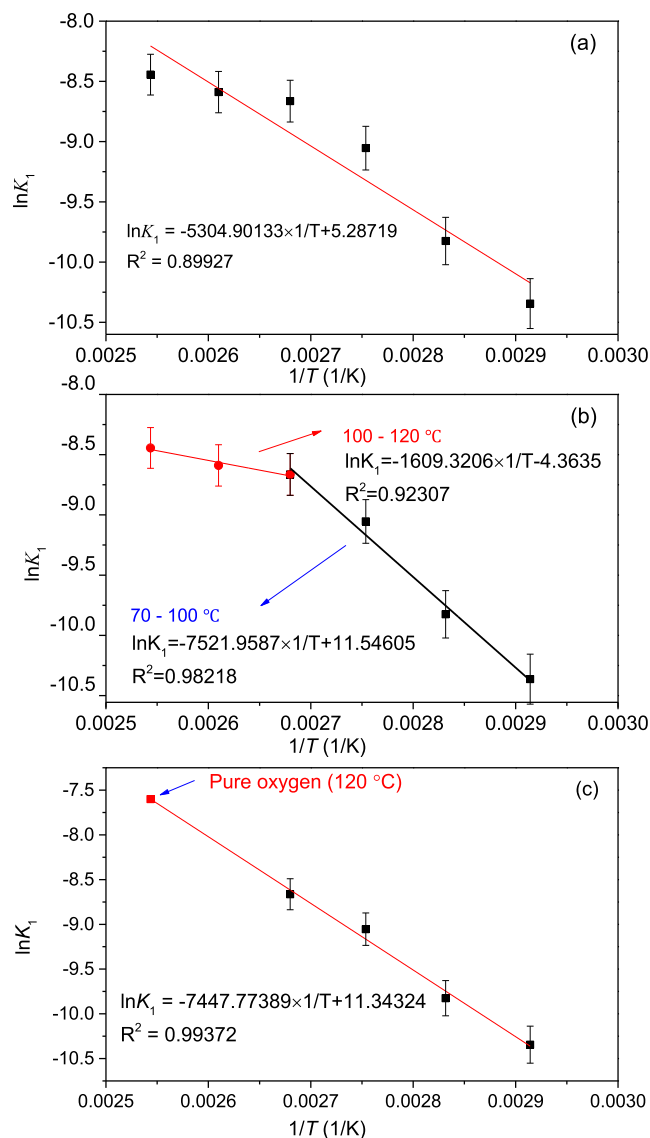 -8.0
(a)
-8.5
-9.0
lnK₁
lnK₁ = -5304.90133×1/T+5.28719
-9.5
R² = 0.89927
-10.0
-10.5
0.0025 0.0026 0.0027 0.0028 0.0029 0.0030
1/T (1/K)
-8.0
(b)
100 - 120 ℃
-8.5
lnK₁=-1609.3206×1/T-4.3635
R²=0.92307
-9.0
lnK₁
-9.5
70 - 100 ℃
lnK₁=-7521.9587×1/T+11.54605
-10.0
R²=0.98218
-10.5
0.0025 0.0026 0.0027 0.0028 0.0029 0.0030
1/T (1/K)
Pure oxygen (120 °C)
(c)
-7.5
-8.0
-8.5
-9.0
lnK₁
-9.5
lnK₁ = -7447.77389×1/T+11.34324
-10.0
R² = 0.99372
-10.5
0.0025 0.0026 0.0027 0.0028 0.0029 0.0030
1/T (1/K)